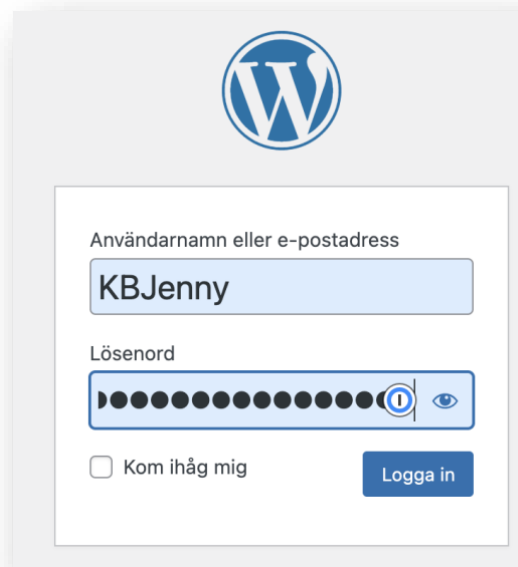 Användarnamn eller e-postadress
KBJenny
Lösenord
Kom ihåg mig
Logga in